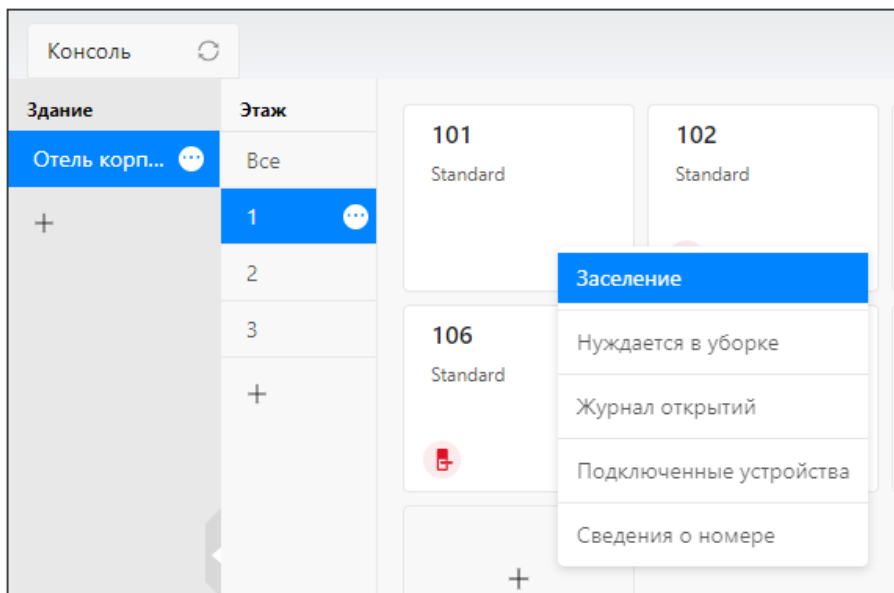 Консоль
Здание
Отель корп...
Этаж
Все
1
2
3
101
Standard
102
Standard
106
Standard
Заселение
Нуждается в уборке
Журнал открытий
Подключенные устройства
Сведения о номере